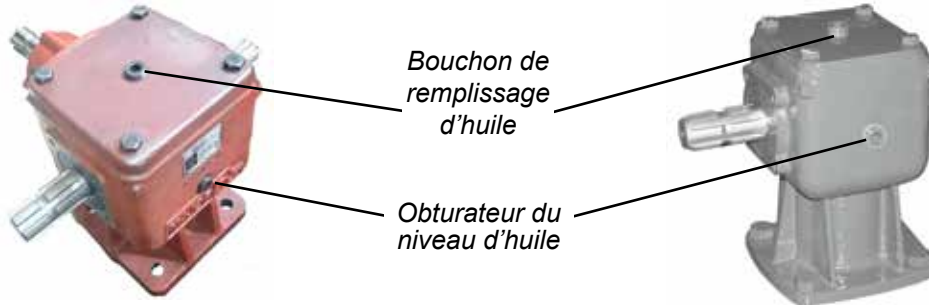 Bouchon de
remplissage
d'huile
Obturateur du
niveau d'huile